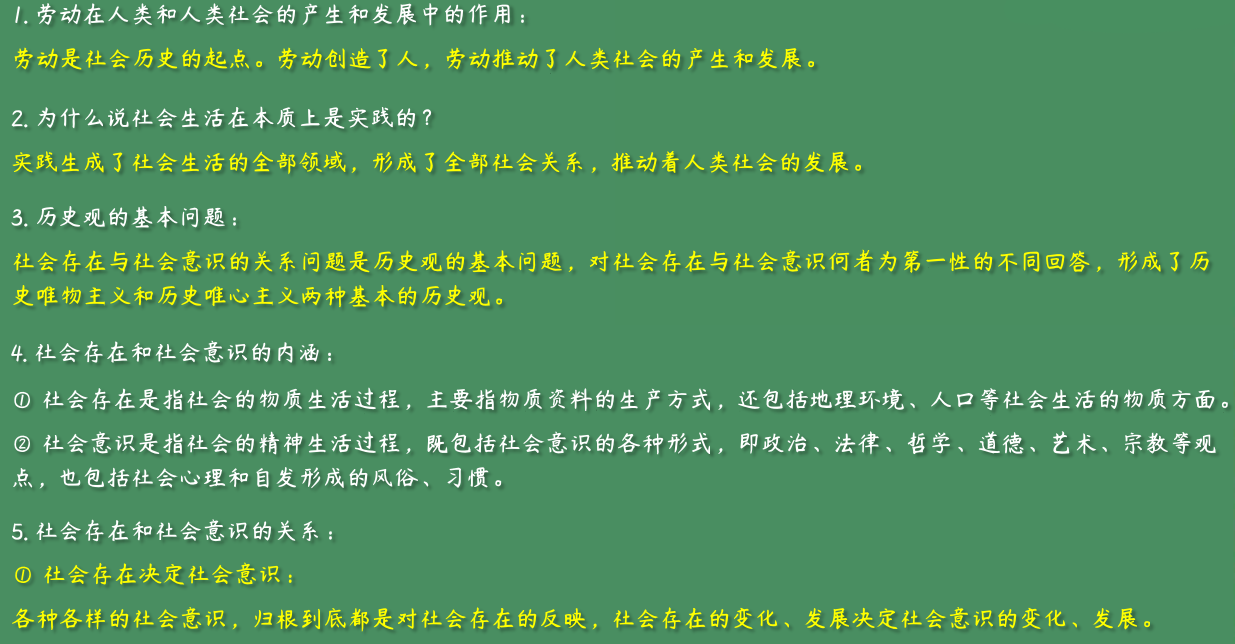 1. 劳动在人类和人类社会的产生和发展中的作用：
劳动是社会历史的起点。劳动创造了人，劳动推动了人类社会的产生和发展。
2. 为什么说社会生活在本质上是实践的？
实践生成了社会生活的全部领域，形成了全部社会关系，推动着人类社会的发展。
3. 历史观的基本问题：
社会存在与社会意识的关系问题是历史观的基本问题，对社会存在与社会意识何者为第一性的不同回答，形成了历
史唯物主义和历史唯心主义两种基本的历史观。
4. 社会存在和社会意识的内涵：
① 社会存在是指社会的物质生活过程，主要指物质资料的生产方式，还包括地理环境、人口等社会生活的物质方面。
② 社会意识是指社会的精神生活过程，既包括社会意识的各种形式，即政治、法律、哲学、道德、艺术、宗教等观
点，也包括社会心理和自发形成的风俗、习惯。
5. 社会存在和社会意识的关系：
① 社会存在决定社会意识：
各种各样的社会意识，归根到底都是对社会存在的反映，社会存在的变化、发展决定社会意识的变化、发展。